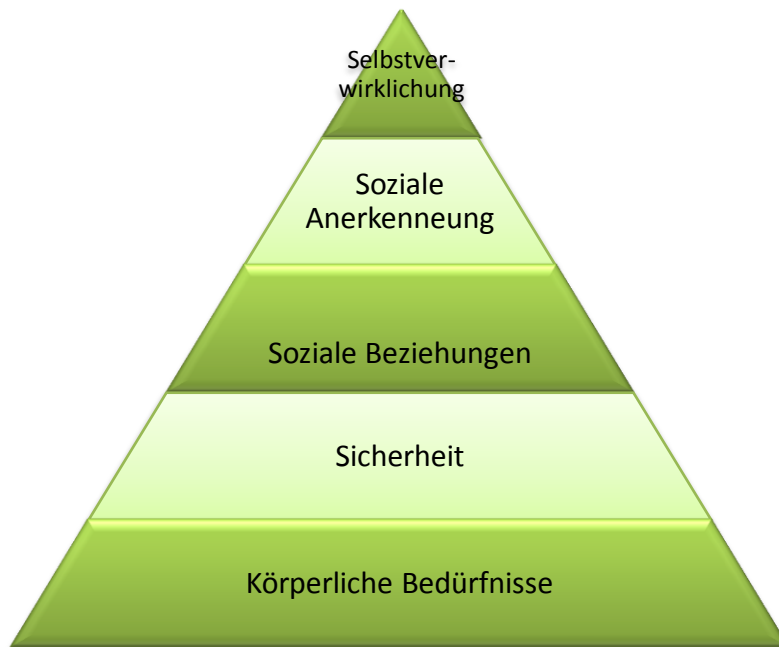 Selbstver-
wirklichung
Soziale
Anerkenneung
Soziale Beziehungen
Sicherheit
Körperliche Bedürfnisse